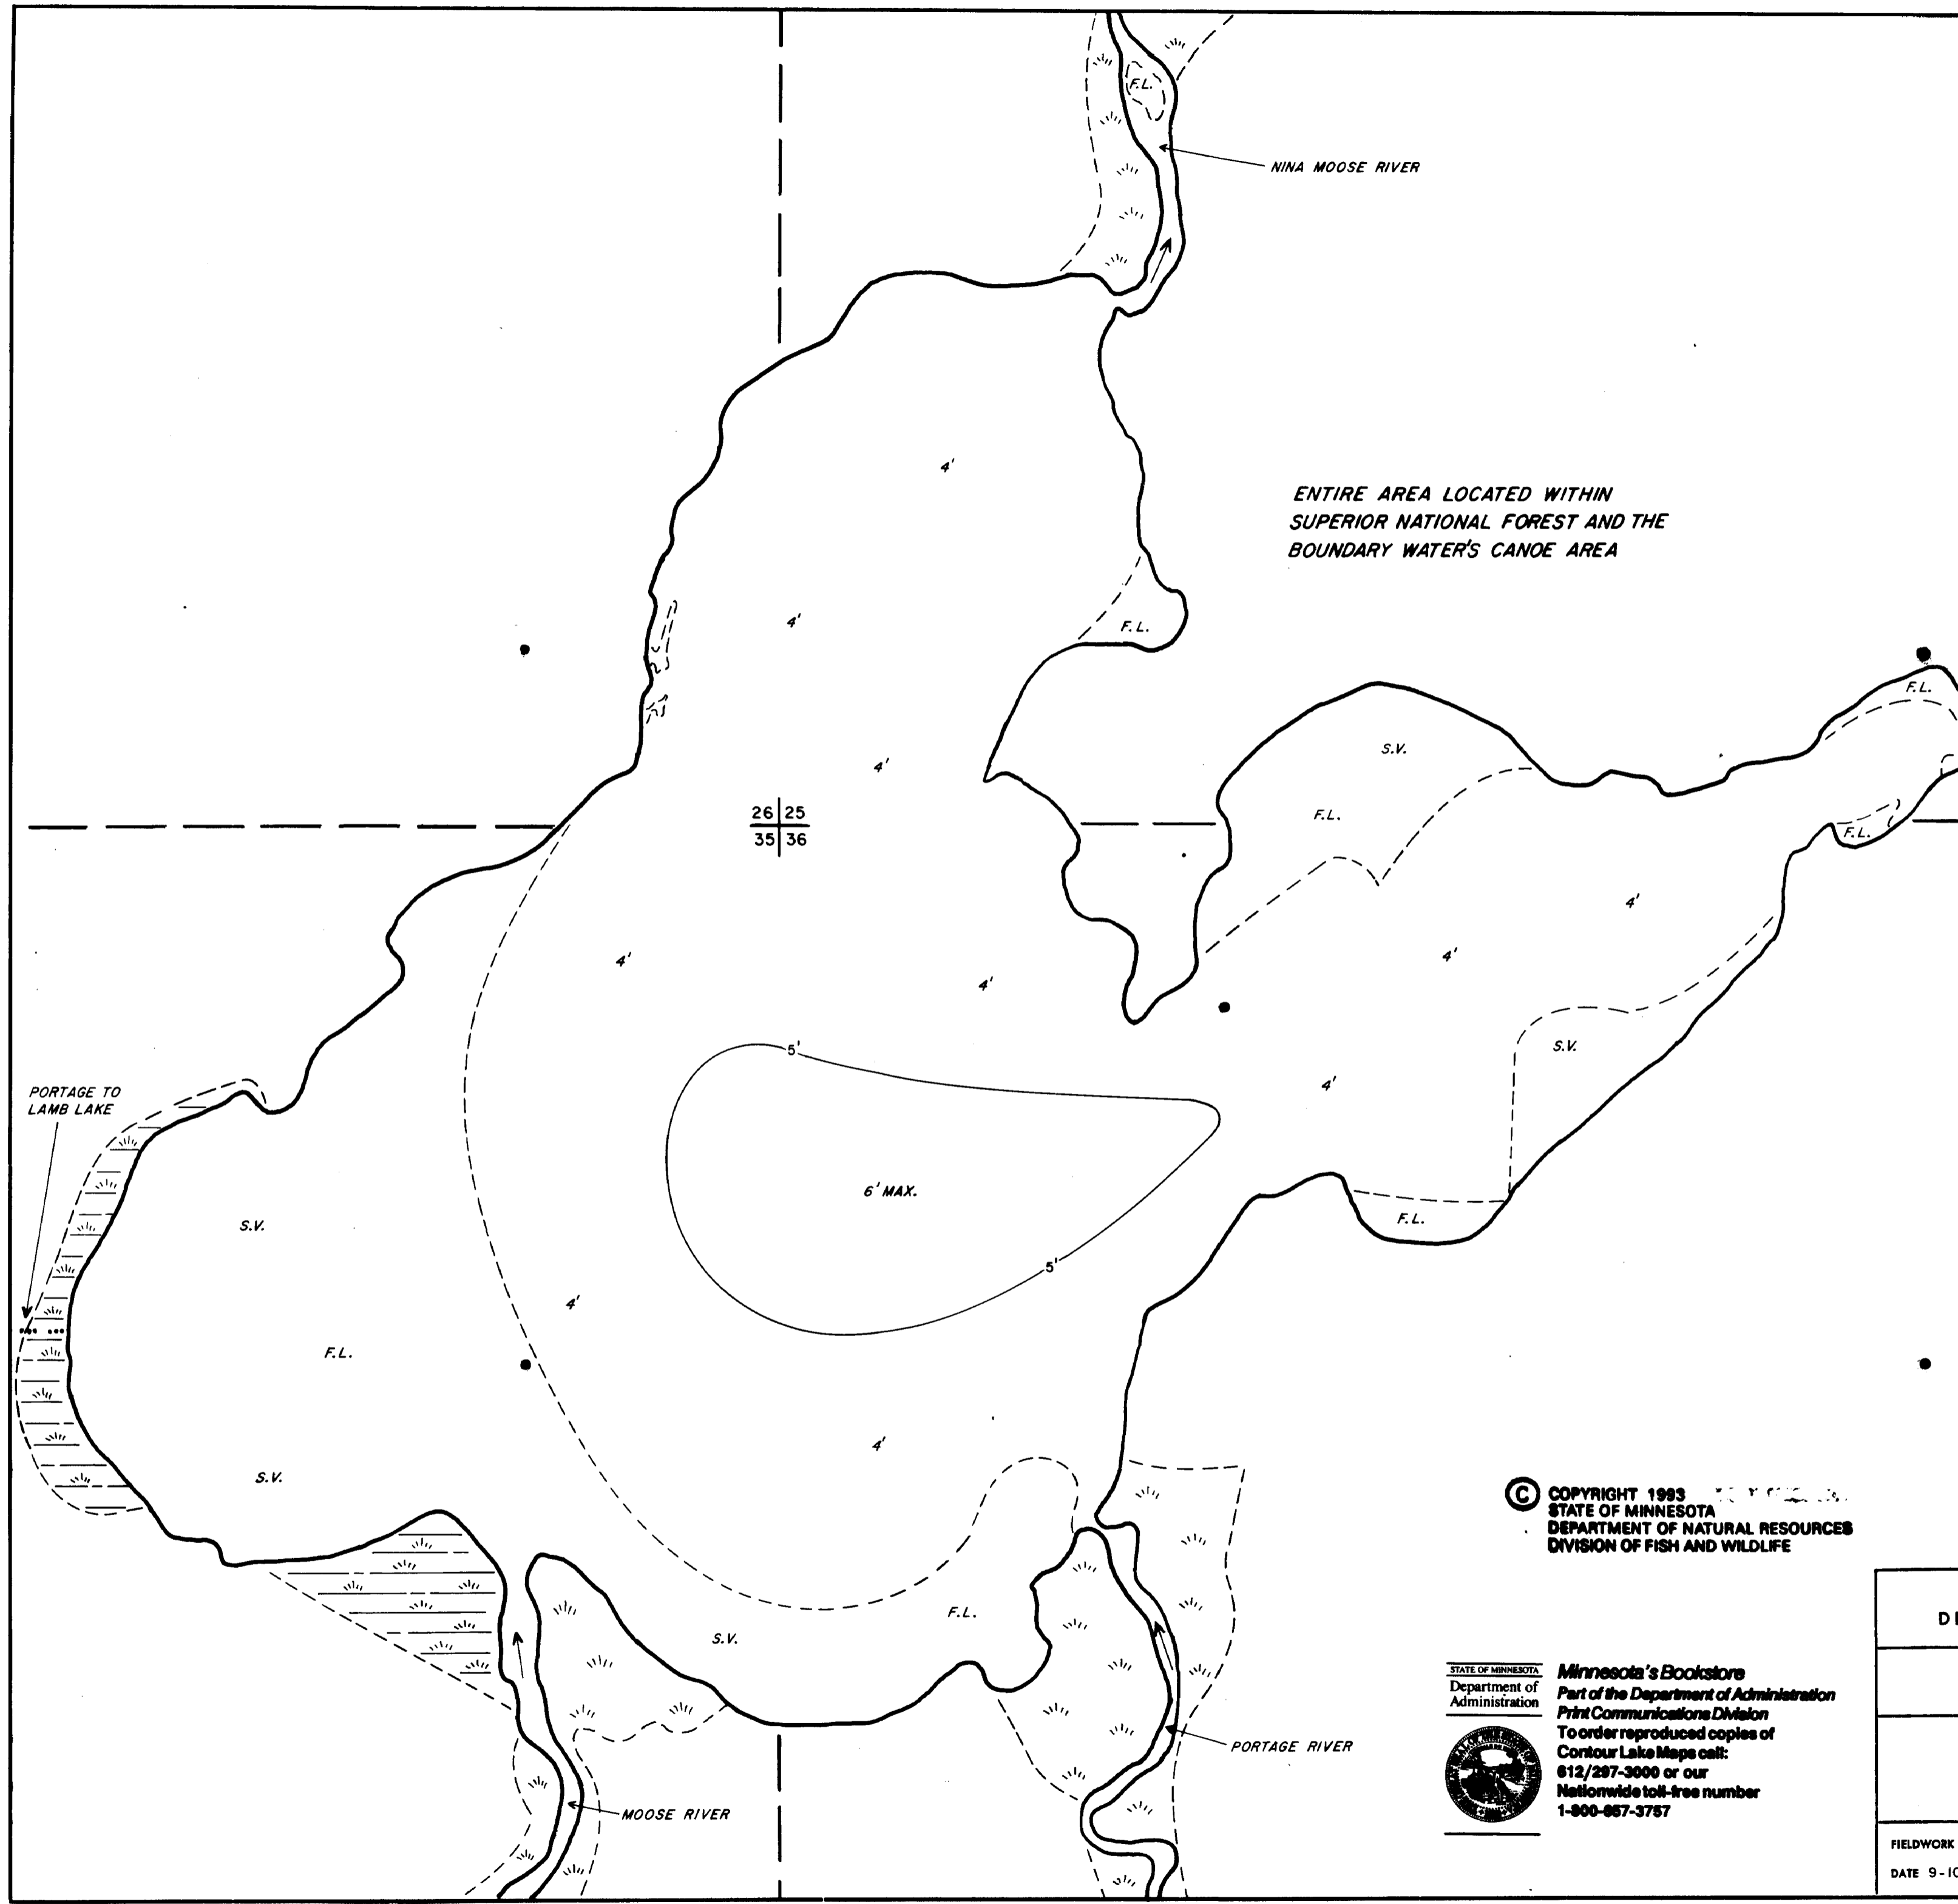 F.L.
NINA MOOSE RIVER
4'
ENTIRE AREA LOCATED WITHIN
SUPERIOR NATIONAL FOREST AND THE
BOUNDARY WATER'S CANOE AREA
4'
F.L.
F.L.
S.V.
4'
26 25
35 36
F.L.
F.L.
4'
4'
4'
4'
5'
S.V.
4'
PORTAGE TO
LAMB LAKE
6' MAX.
S.V.
F.L.
5'
4'
F.L.
4'
S.V.
© COPYRIGHT 1993
STATE OF MINNESOTA
DEPARTMENT OF NATURAL RESOURCES
DIVISION OF FISH AND WILDLIFE
F.L.
S.V.
STATE OF MINNESOTA
Department of
Administration
Minnesota's Bookstore
Part of the Department of Administration
Print Communications Division
To order reproduced copies of
Contour Lake Maps call:
612/297-3000 or our
Nationwide toll-free number
1-800-657-3757
PORTAGE RIVER
MOOSE RIVER
FIELDWORK
DATE 9-10